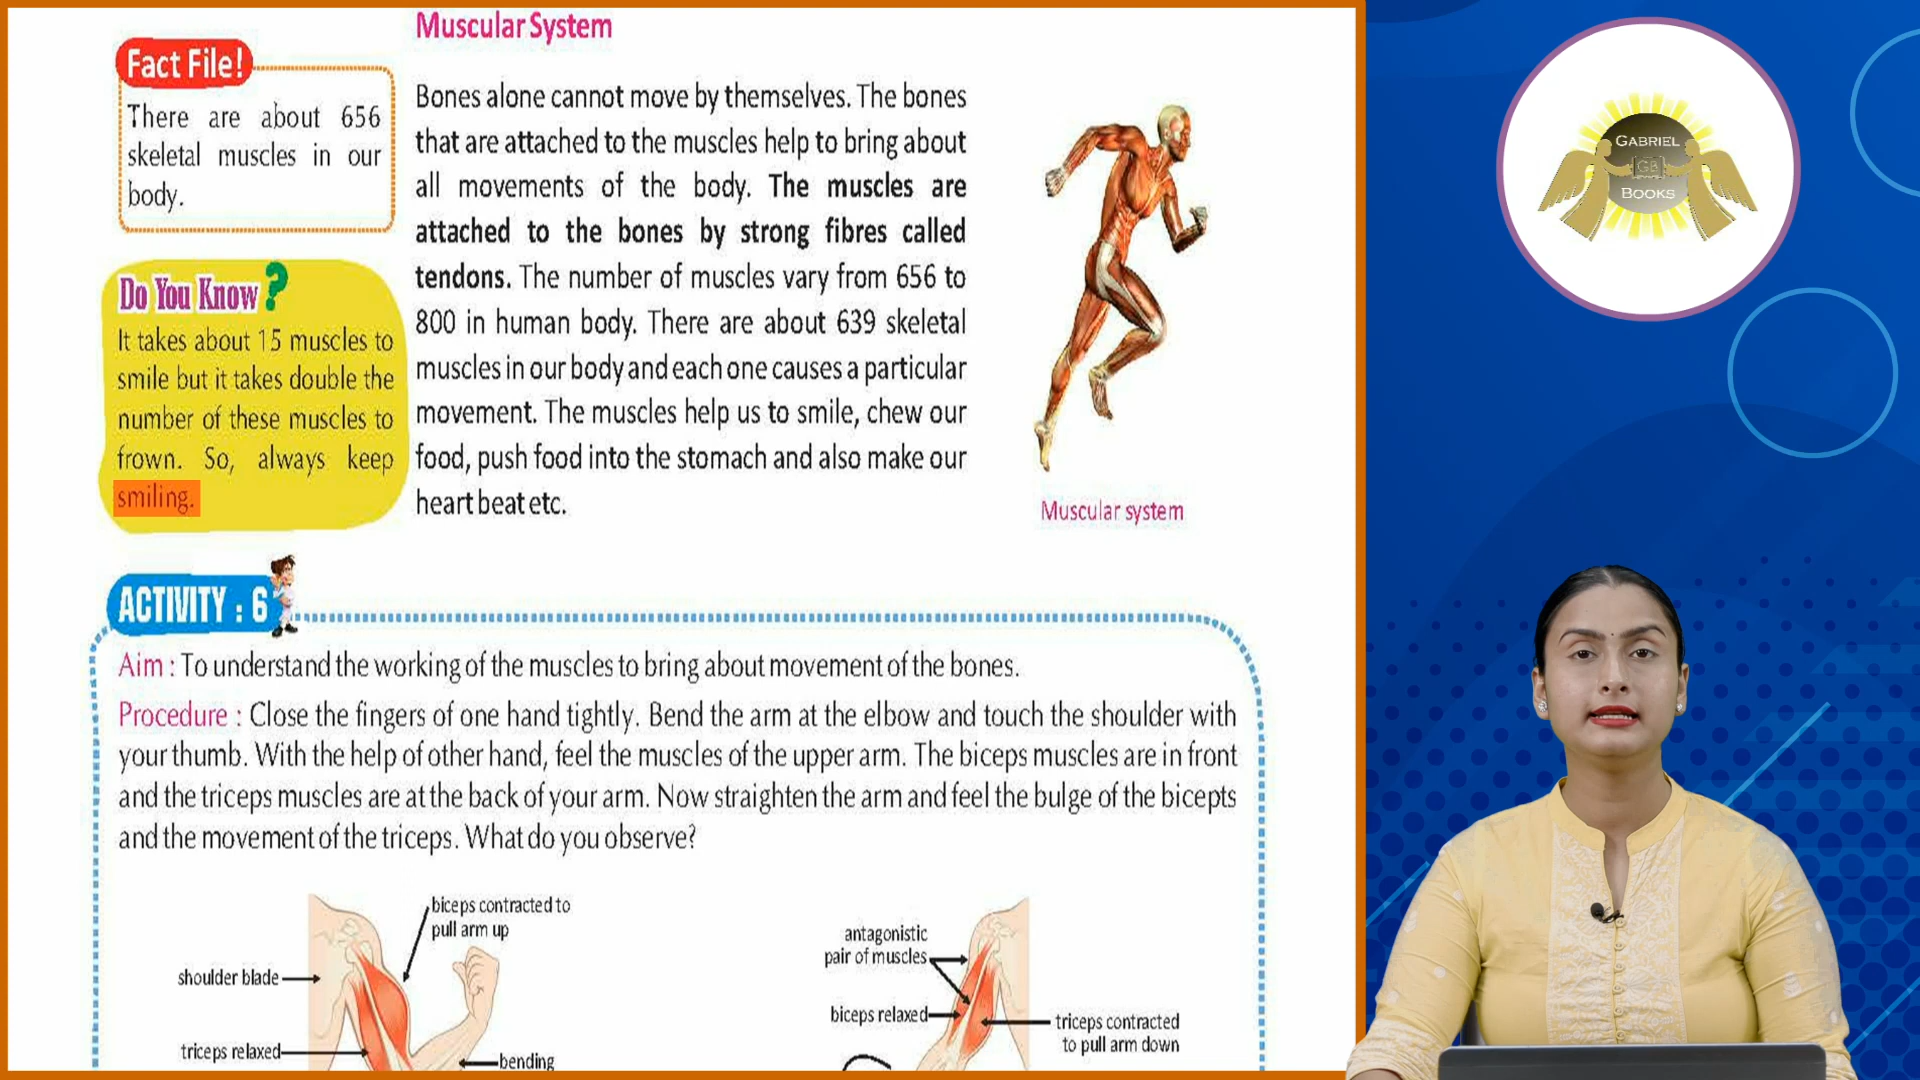 Muscular System
Fact File!
There are about 656
skeletal muscles in our
body.
Do You Know ?
It takes about 15 muscles to
smile but it takes double the
number of these muscles to
frown. So, always keep
smiling.
Bones alone cannot move by themselves. The bones
that are attached to the muscles help to bring about
all movements of the body. The muscles are
attached to the bones by strong fibres called
tendons. The number of muscles vary from 656 to
800 in human body. There are about 639 skeletal
muscles in our body and each one causes a particular
movement. The muscles help us to smile, chew our
food, push food into the stomach and also make our
heart beat etc.
Muscular system
ACTIVITY : 6
Aim : To understand the working of the muscles to bring about movement of the bones.
Procedure : Close the fingers of one hand tightly. Bend the arm at the elbow and touch the shoulder with
your thumb. With the help of other hand, feel the muscles of the upper arm. The biceps muscles are in front
and the triceps muscles are at the back of your arm. Now straighten the arm and feel the bulge of the bicepts
and the movement of the triceps. What do you observe?
biceps contracted to
pull arm up
shoulder blade
triceps relaxed
bending
antagonistic
pair of muscles
biceps relaxed
triceps contracted
to pull arm down
GABRIEL
GB
BOOKS